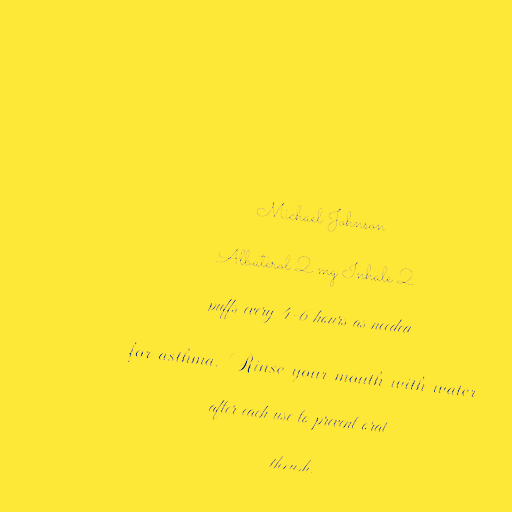 Michael Johnson
Albuterol 2 mg Inhale 2
puffs every 4-6 hours as needed
for asthma. Rinse your mouth with water
after each use to prevent oral
thrush.